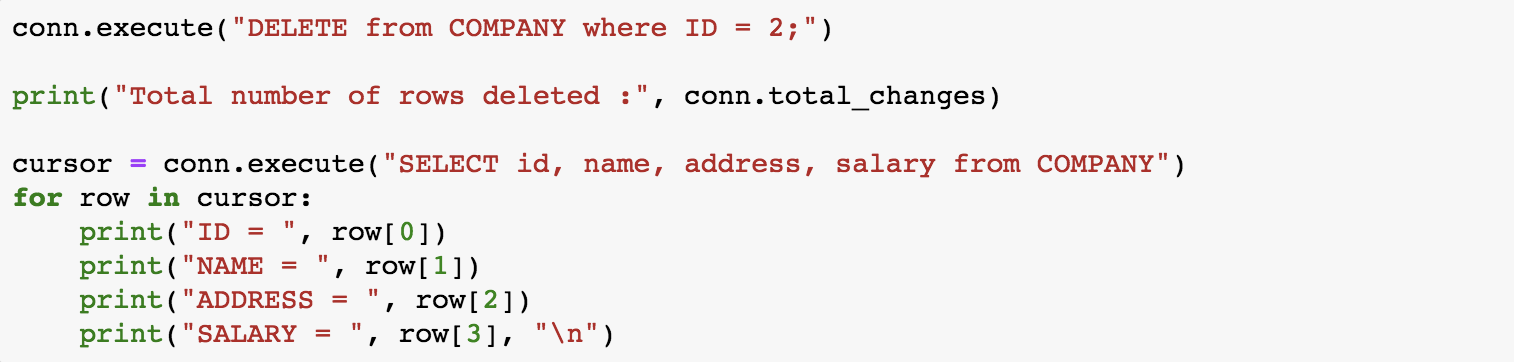 conn.execute("DELETE from COMPANY where ID = 2;")
print("Total number of rows deleted :", conn.total_changes)
cursor = conn.execute("SELECT id, name, address, salary from COMPANY")
for row in cursor:
    print("ID = ", row[0])
    print("NAME = ", row[1])
    print("ADDRESS = ", row[2])
    print("SALARY = ", row[3], "\n")